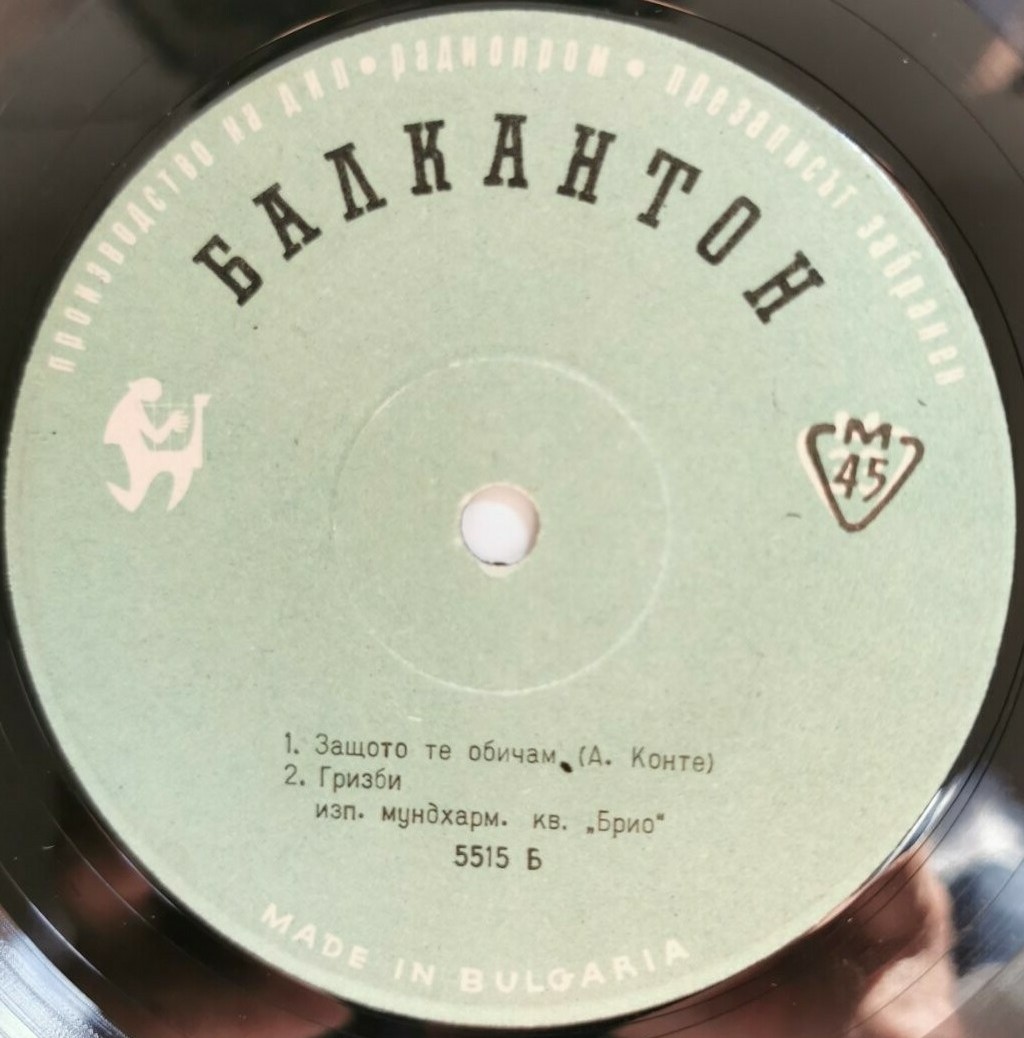 производство на дип • радиопром • презаписът забранен
БАЛКАНТОН
М
45
1. Защото те обичам (А. Конте)
2. Гризби
изп. мундхарм. кв. „Брио“
5515 Б
MADE IN BULGARIA